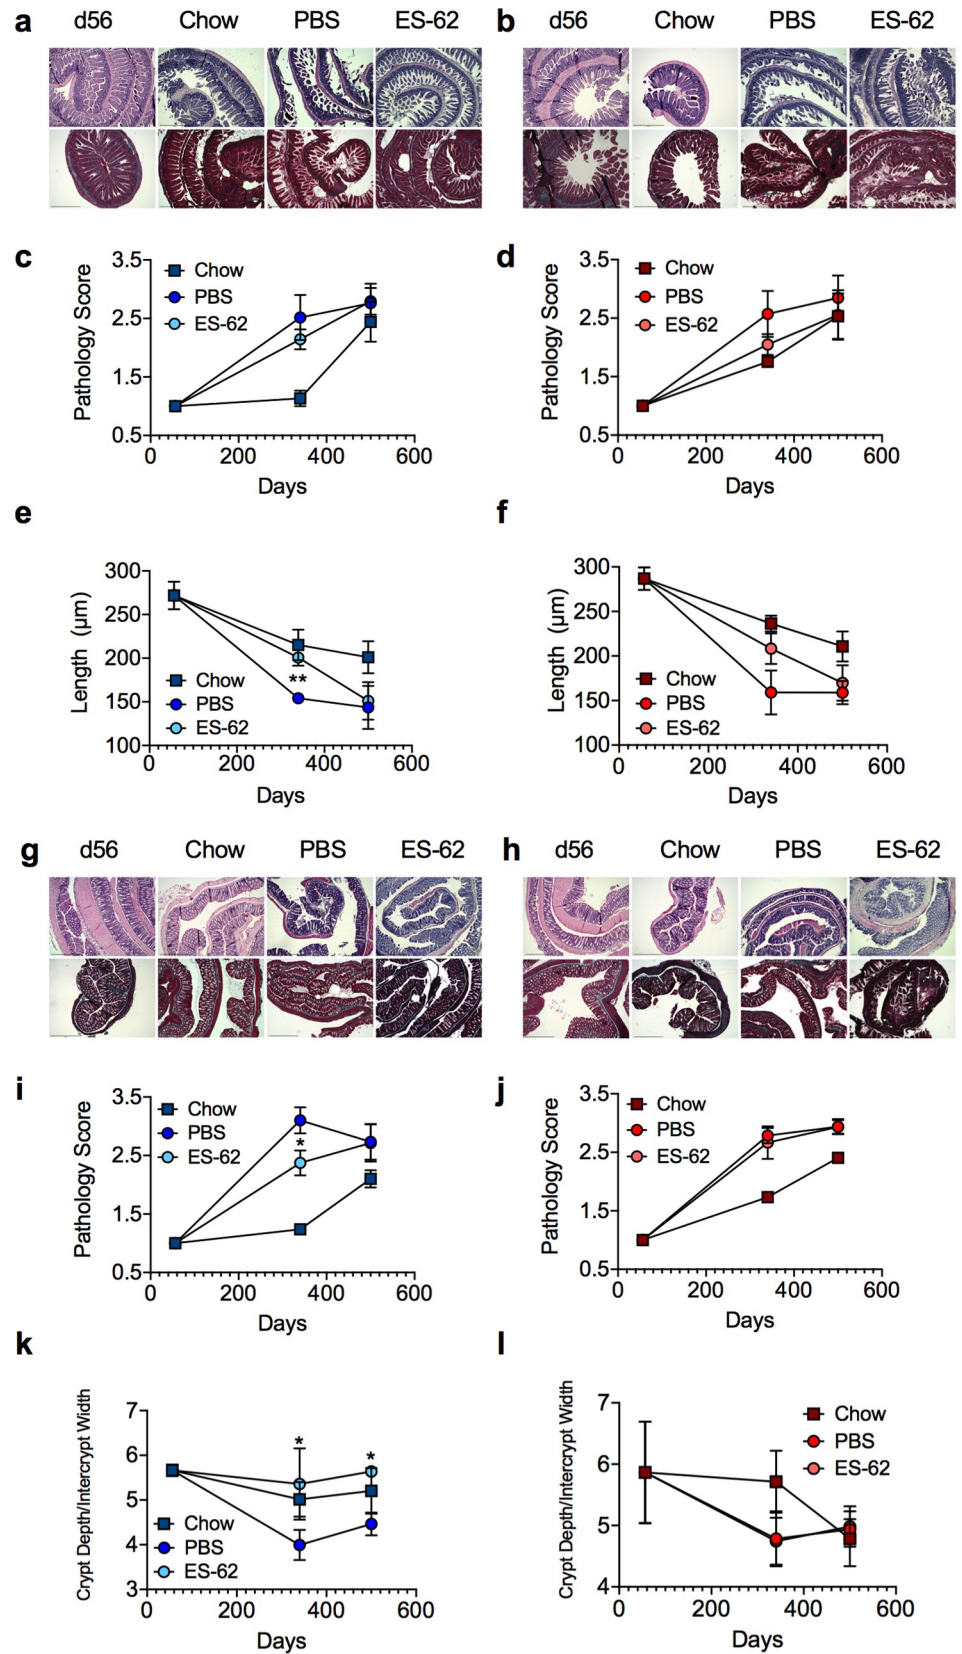 a
b
d56 Chow PBS ES-62
d56 Chow PBS ES-62
c
d
Pathology Score
3.5
2.5
1.5
0.5
Chow
PBS
ES-62
0 200 400 600
Days
Pathology Score
3.5
2.5
1.5
0.5
Chow
PBS
ES-62
0 200 400 600
Days
e
f
Length (µm)
300
250
200
150
100
**
Chow
PBS
ES-62
0 200 400 600
Days
Length (µm)
300
250
200
150
100
Chow
PBS
ES-62
0 200 400 600
Days
g
h
d56 Chow PBS ES-62
d56 Chow PBS ES-62
i
j
Pathology Score
3.5
2.5
1.5
0.5
Chow
PBS
ES-62
*
0 200 400 600
Days
Pathology Score
3.5
2.5
1.5
0.5
Chow
PBS
ES-62
0 200 400 600
Days
k
l
Crypt Depth/Intercrypt Width
7
6
5
4
3
* *
Chow
PBS
ES-62
0 200 400 600
Days
Crypt Depth/Intercrypt Width
7
6
5
4
Chow
PBS
ES-62
0 200 400 600
Days